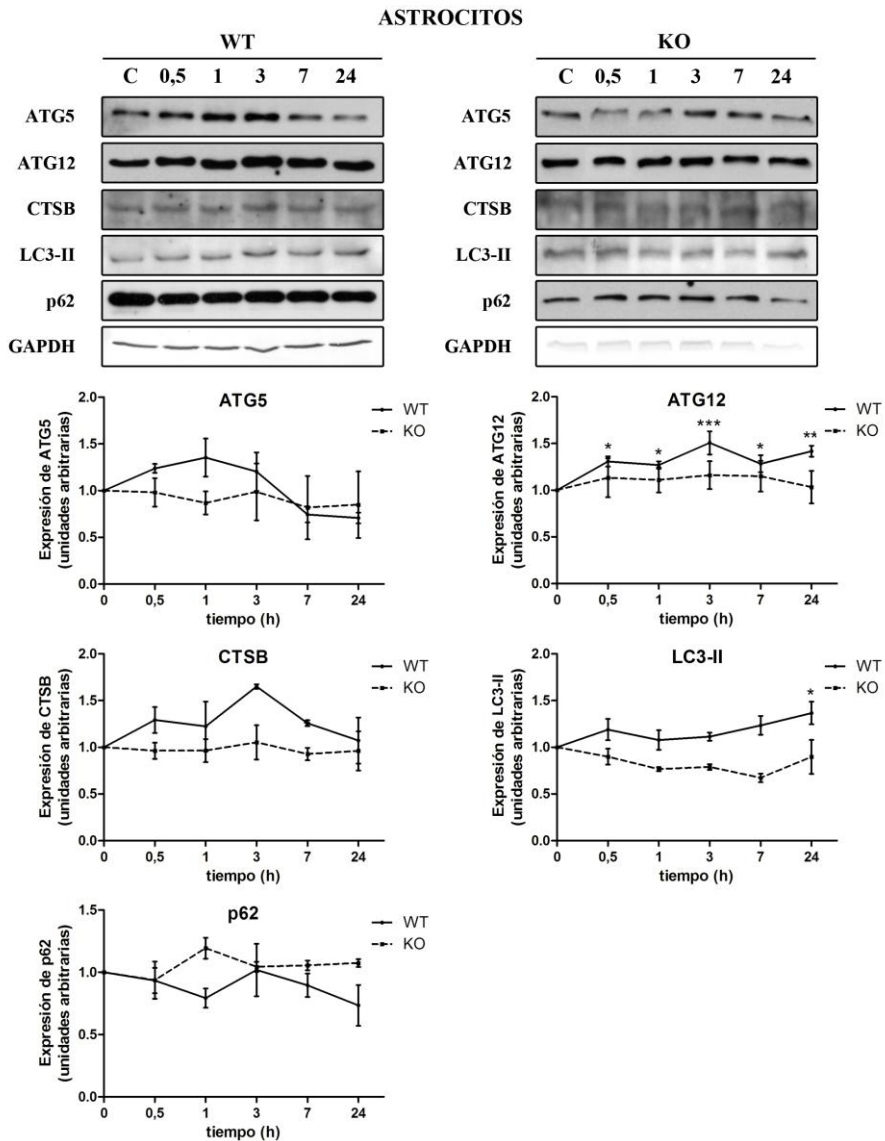 ASTROCITOS
WT
KO
C 0,5 1 3 7 24
C 0,5 1 3 7 24
ATG5
ATG12
CTSB
LC3-II
p62
GAPDH
ATG5
ATG12
CTSB
LC3-II
p62
GAPDH
ATG5
WT
KO
Expresión de ATG5
(unidades arbitrarias)
2.0
1.5
1.0
0.5
0.0
0 0,5 1 3 7 24
tiempo (h)
ATG12
WT
KO
Expresión de ATG12
(unidades arbitrarias)
2.0
1.5
1.0
0.5
0.0
* * *** * **
0 0,5 1 3 7 24
tiempo (h)
CTSB
WT
KO
Expresión de CTSB
(unidades arbitrarias)
2.0
1.5
1.0
0.5
0.0
0 0,5 1 3 7 24
tiempo (h)
LC3-II
WT
KO
Expresión de LC3-II
(unidades arbitrarias)
2.0
1.5
1.0
0.5
0.0
*
0 0,5 1 3 7 24
tiempo (h)
p62
WT
KO
Expresión de p62
(unidades arbitrarias)
1.5
1.0
0.5
0.0
0 0,5 1 3 7 24
tiempo (h)